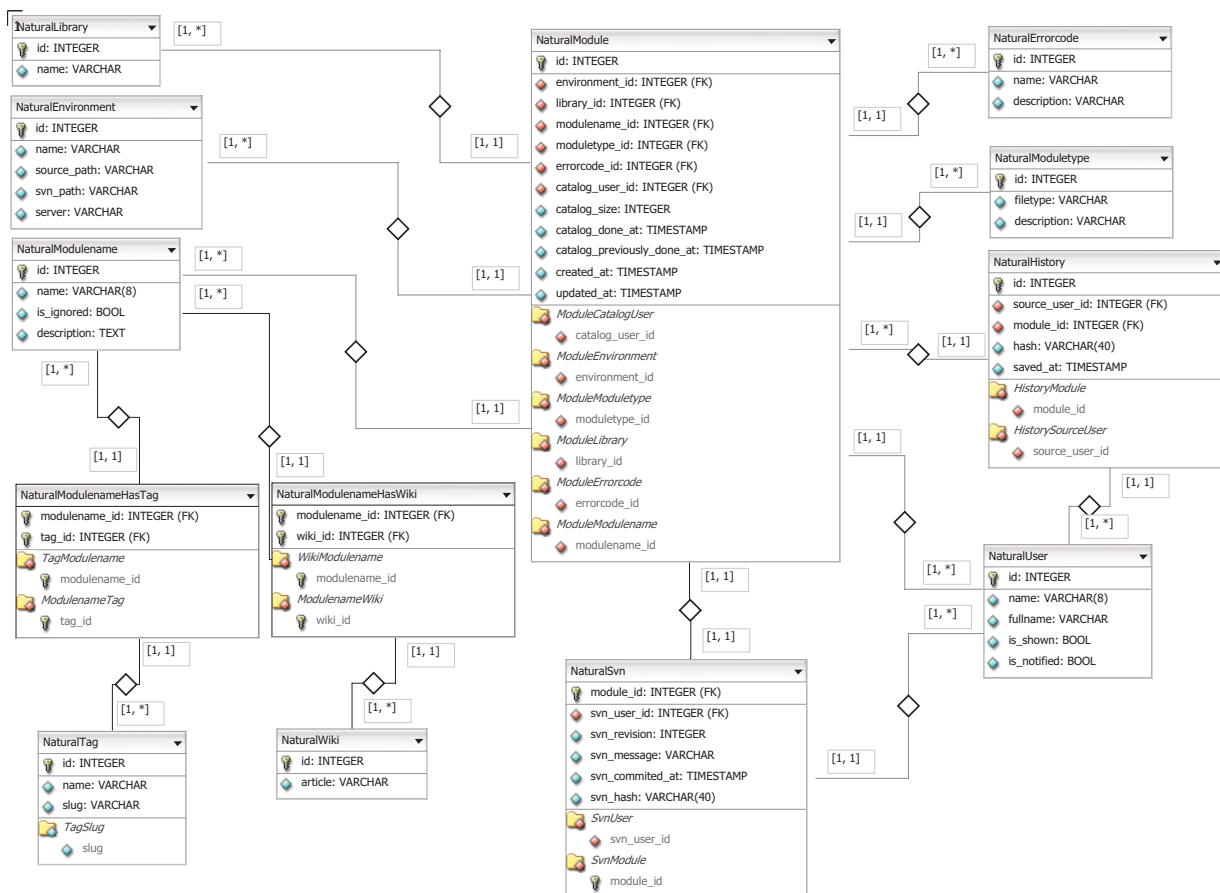 1
NaturalLibrary
id: INTEGER
name: VARCHAR
[1, *]
NaturalEnvironment
id: INTEGER
name: VARCHAR
source_path: VARCHAR
svn_path: VARCHAR
server: VARCHAR
[1, *]
NaturalModulename
id: INTEGER
name: VARCHAR(8)
is_ignored: BOOL
description: TEXT
[1, *]
[1, *]
[1, *]
[1, 1]
[1, 1]
[1, 1]
[1, 1]
[1, 1]
NaturalModule
id: INTEGER
environment_id: INTEGER (FK)
library_id: INTEGER (FK)
modulename_id: INTEGER (FK)
moduletype_id: INTEGER (FK)
errorcode_id: INTEGER (FK)
catalog_user_id: INTEGER (FK)
catalog_size: INTEGER
catalog_done_at: TIMESTAMP
catalog_previously_done_at: TIMESTAMP
created_at: TIMESTAMP
updated_at: TIMESTAMP
ModuleCatalogUser
catalog_user_id
ModuleEnvironment
environment_id
ModuleModuletype
moduletype_id
ModuleLibrary
library_id
ModuleErrorcode
errorcode_id
ModuleModulename
modulename_id
[1, *]
[1, 1]
NaturalErrorcode
id: INTEGER
name: VARCHAR
description: VARCHAR
[1, *]
[1, 1]
NaturalModuletype
id: INTEGER
filetype: VARCHAR
description: VARCHAR
[1, *]
[1, 1]
NaturalHistory
id: INTEGER
source_user_id: INTEGER (FK)
module_id: INTEGER (FK)
hash: VARCHAR(40)
saved_at: TIMESTAMP
HistoryModule
module_id
HistorySourceUser
source_user_id
[1, 1]
[1, *]
[1, 1]
[1, *]
NaturalUser
id: INTEGER
name: VARCHAR(8)
fullname: VARCHAR
is_shown: BOOL
is_notified: BOOL
[1, *]
[1, 1]
NaturalModulenameHasTag
modulename_id: INTEGER (FK)
tag_id: INTEGER (FK)
TagModulename
modulename_id
ModulenameTag
tag_id
NaturalModulenameHasWiki
modulename_id: INTEGER (FK)
wiki_id: INTEGER (FK)
WikiModulename
modulename_id
ModulenameWiki
wiki_id
[1, 1]
[1, *]
[1, 1]
[1, *]
NaturalTag
id: INTEGER
name: VARCHAR
slug: VARCHAR
TagSlug
slug
NaturalWiki
id: INTEGER
article: VARCHAR
[1, 1]
[1, 1]
NaturalSvn
module_id: INTEGER (FK)
svn_user_id: INTEGER (FK)
svn_revision: INTEGER
svn_message: VARCHAR
svn_commited_at: TIMESTAMP
svn_hash: VARCHAR(40)
SvnUser
svn_user_id
SvnModule
module_id